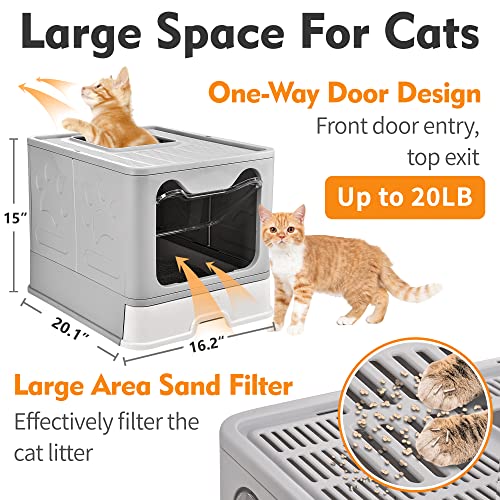 Large Space For Cats
One-Way Door Design
Front door entry,
top exit
Up to 20LB
15"
20.1"
16.2"
Large Area Sand Filter
Effectively filter the
cat litter